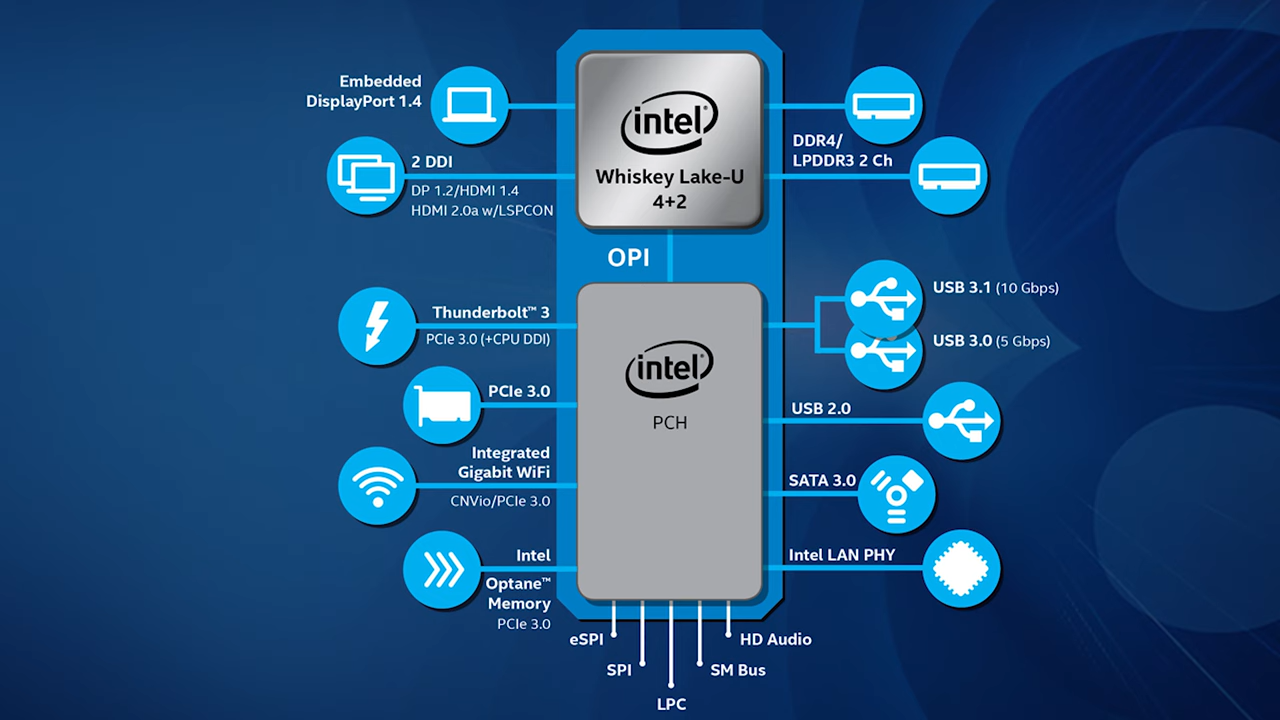 Embedded
DisplayPort 1.4
2 DDI
DP 1.2/HDMI 1.4
HDMI 2.0a w/LSPCON
intel®
Whiskey Lake-U
4+2
DDR4/
LPDDR3 2 Ch
OPI
Thunderbolt™ 3
PCIe 3.0 (+CPU DDI)
PCIe 3.0
Integrated
Gigabit WiFi
CNVio/PCIe 3.0
Intel
Optane™
Memory
PCIe 3.0
intel®
PCH
USB 3.1 (10 Gbps)
USB 3.0 (5 Gbps)
USB 2.0
SATA 3.0
Intel LAN PHY
eSPI
SPI
LPC
SM Bus
HD Audio